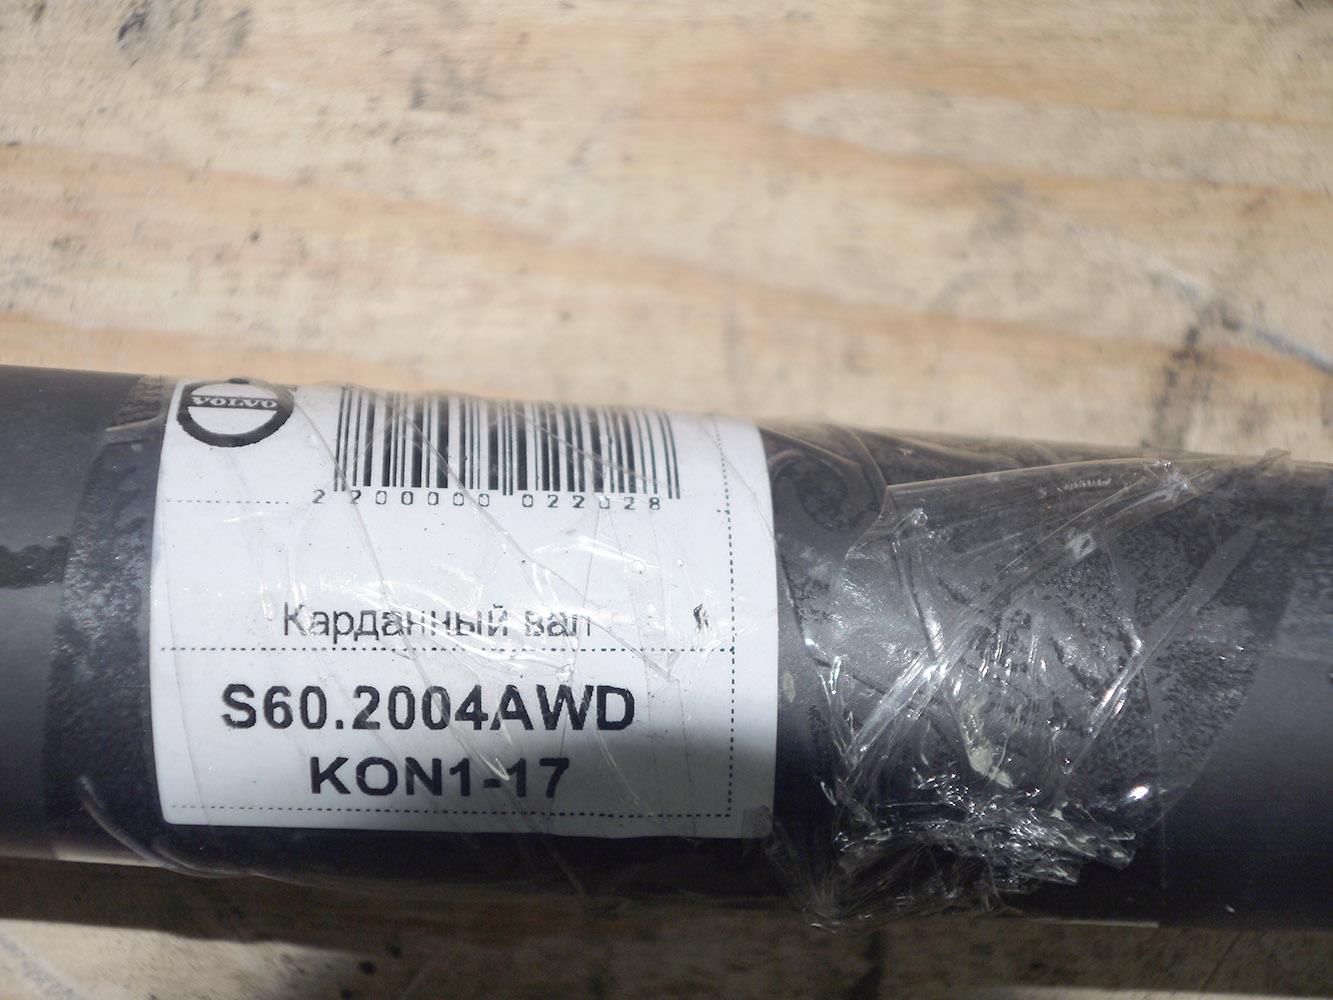 VOLVO
2 200000 022028
Карданный вал
S60.2004AWD
KON1-17